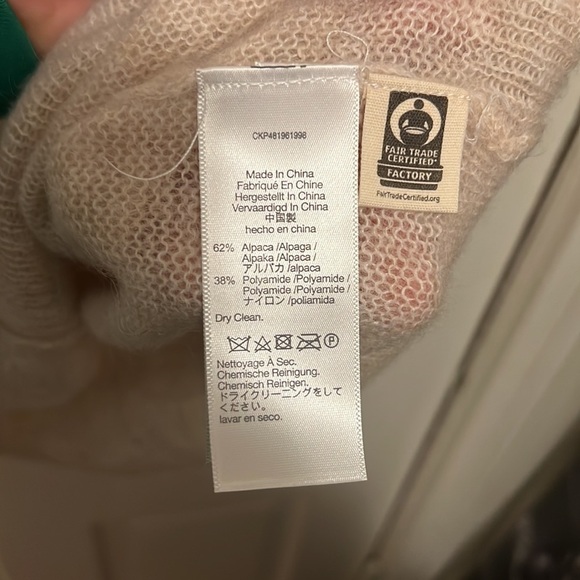 CKP481961998
Made In China
Fabriqué En Chine
Hergestellt In China
Vervaardigd In China
中国製
hecho en china
62% Alpaca /Alpaga /
Alpaka /Alpaca /
アルパカ /alpaca
38% Polyamide /Polyamide /
Polyamide /Polyamide /
ナイロン /poliamida
Dry Clean.
P
Nettoyage À Sec.
Chemische Reinigung.
Chemisch Reinigen.
ドライクリーニングをして
ください。
lavar en seco.
FAIR TRADE
CERTIFIED
FACTORY
FairTradeCertified.org